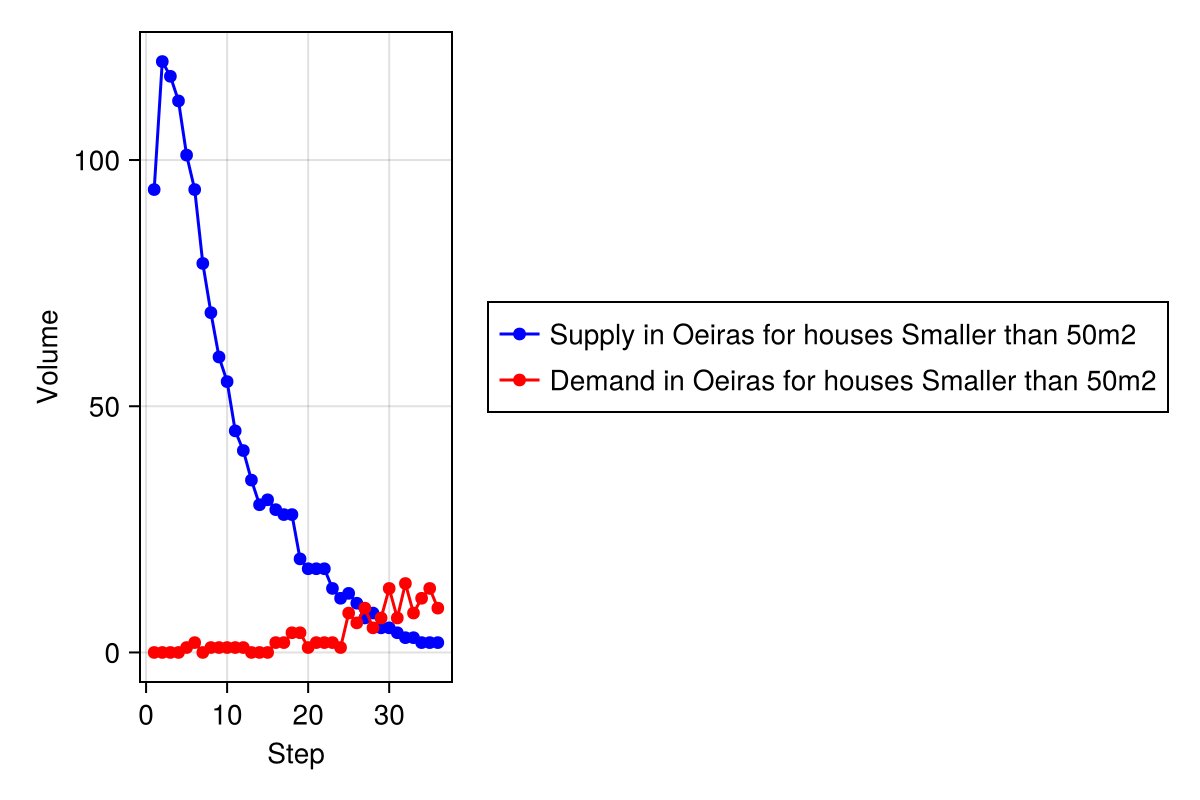 100
50
0
Volume
0 10 20 30
Step
Supply in Oeiras for houses Smaller than 50m2
Demand in Oeiras for houses Smaller than 50m2